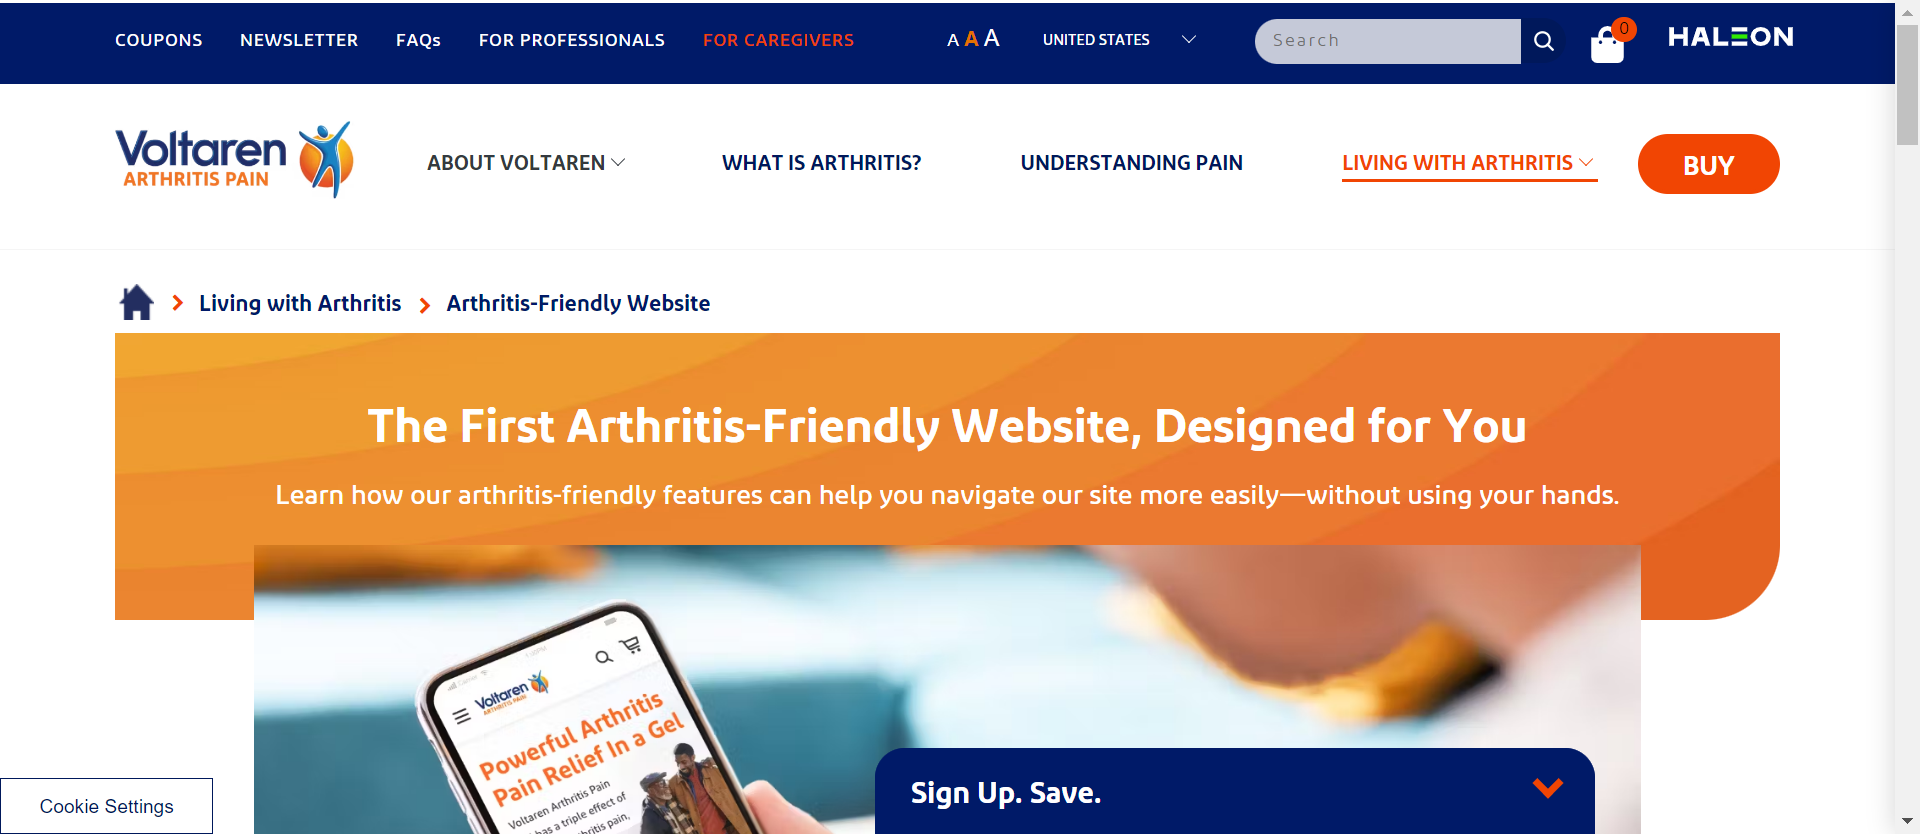 COUPONS NEWSLETTER FAQs FOR PROFESSIONALS FOR CAREGIVERS A A A UNITED STATES Search 0 HALEON
Voltaren
ARTHRITIS PAIN
ABOUT VOLTAREN WHAT IS ARTHRITIS? UNDERSTANDING PAIN LIVING WITH ARTHRITIS BUY
Living with Arthritis Arthritis-Friendly Website
The First Arthritis-Friendly Website, Designed for You
Learn how our arthritis-friendly features can help you navigate our site more easily—without using your hands.
Voltaren
ARTHRITIS PAIN
Powerful Arthritis
Pain Relief In a Gel
Voltaren Arthritis Pain
has a triple effect of
pain,
Sign Up. Save.
Cookie Settings